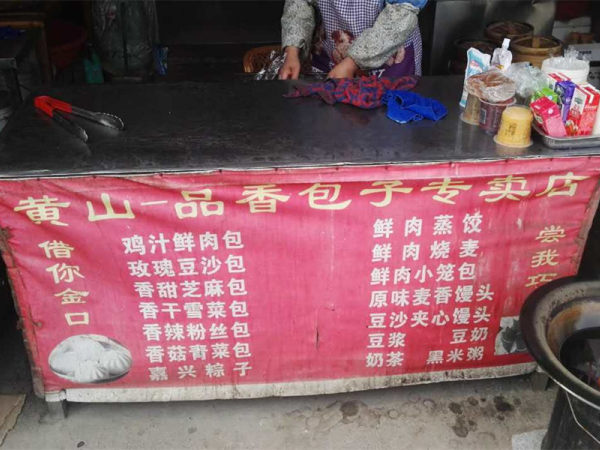 黄山一品香包子专卖店
借你金口
鸡汁鲜肉包
玫瑰豆沙包
香甜芝麻包
香干雪菜包
香辣粉丝包
香菇青菜包
嘉兴粽子
鲜肉蒸饺
鲜肉烧麦
鲜肉小笼包
原味麦香馒头
豆沙夹心馒头
豆浆 豆奶
奶茶 黑米粥
尝我巧